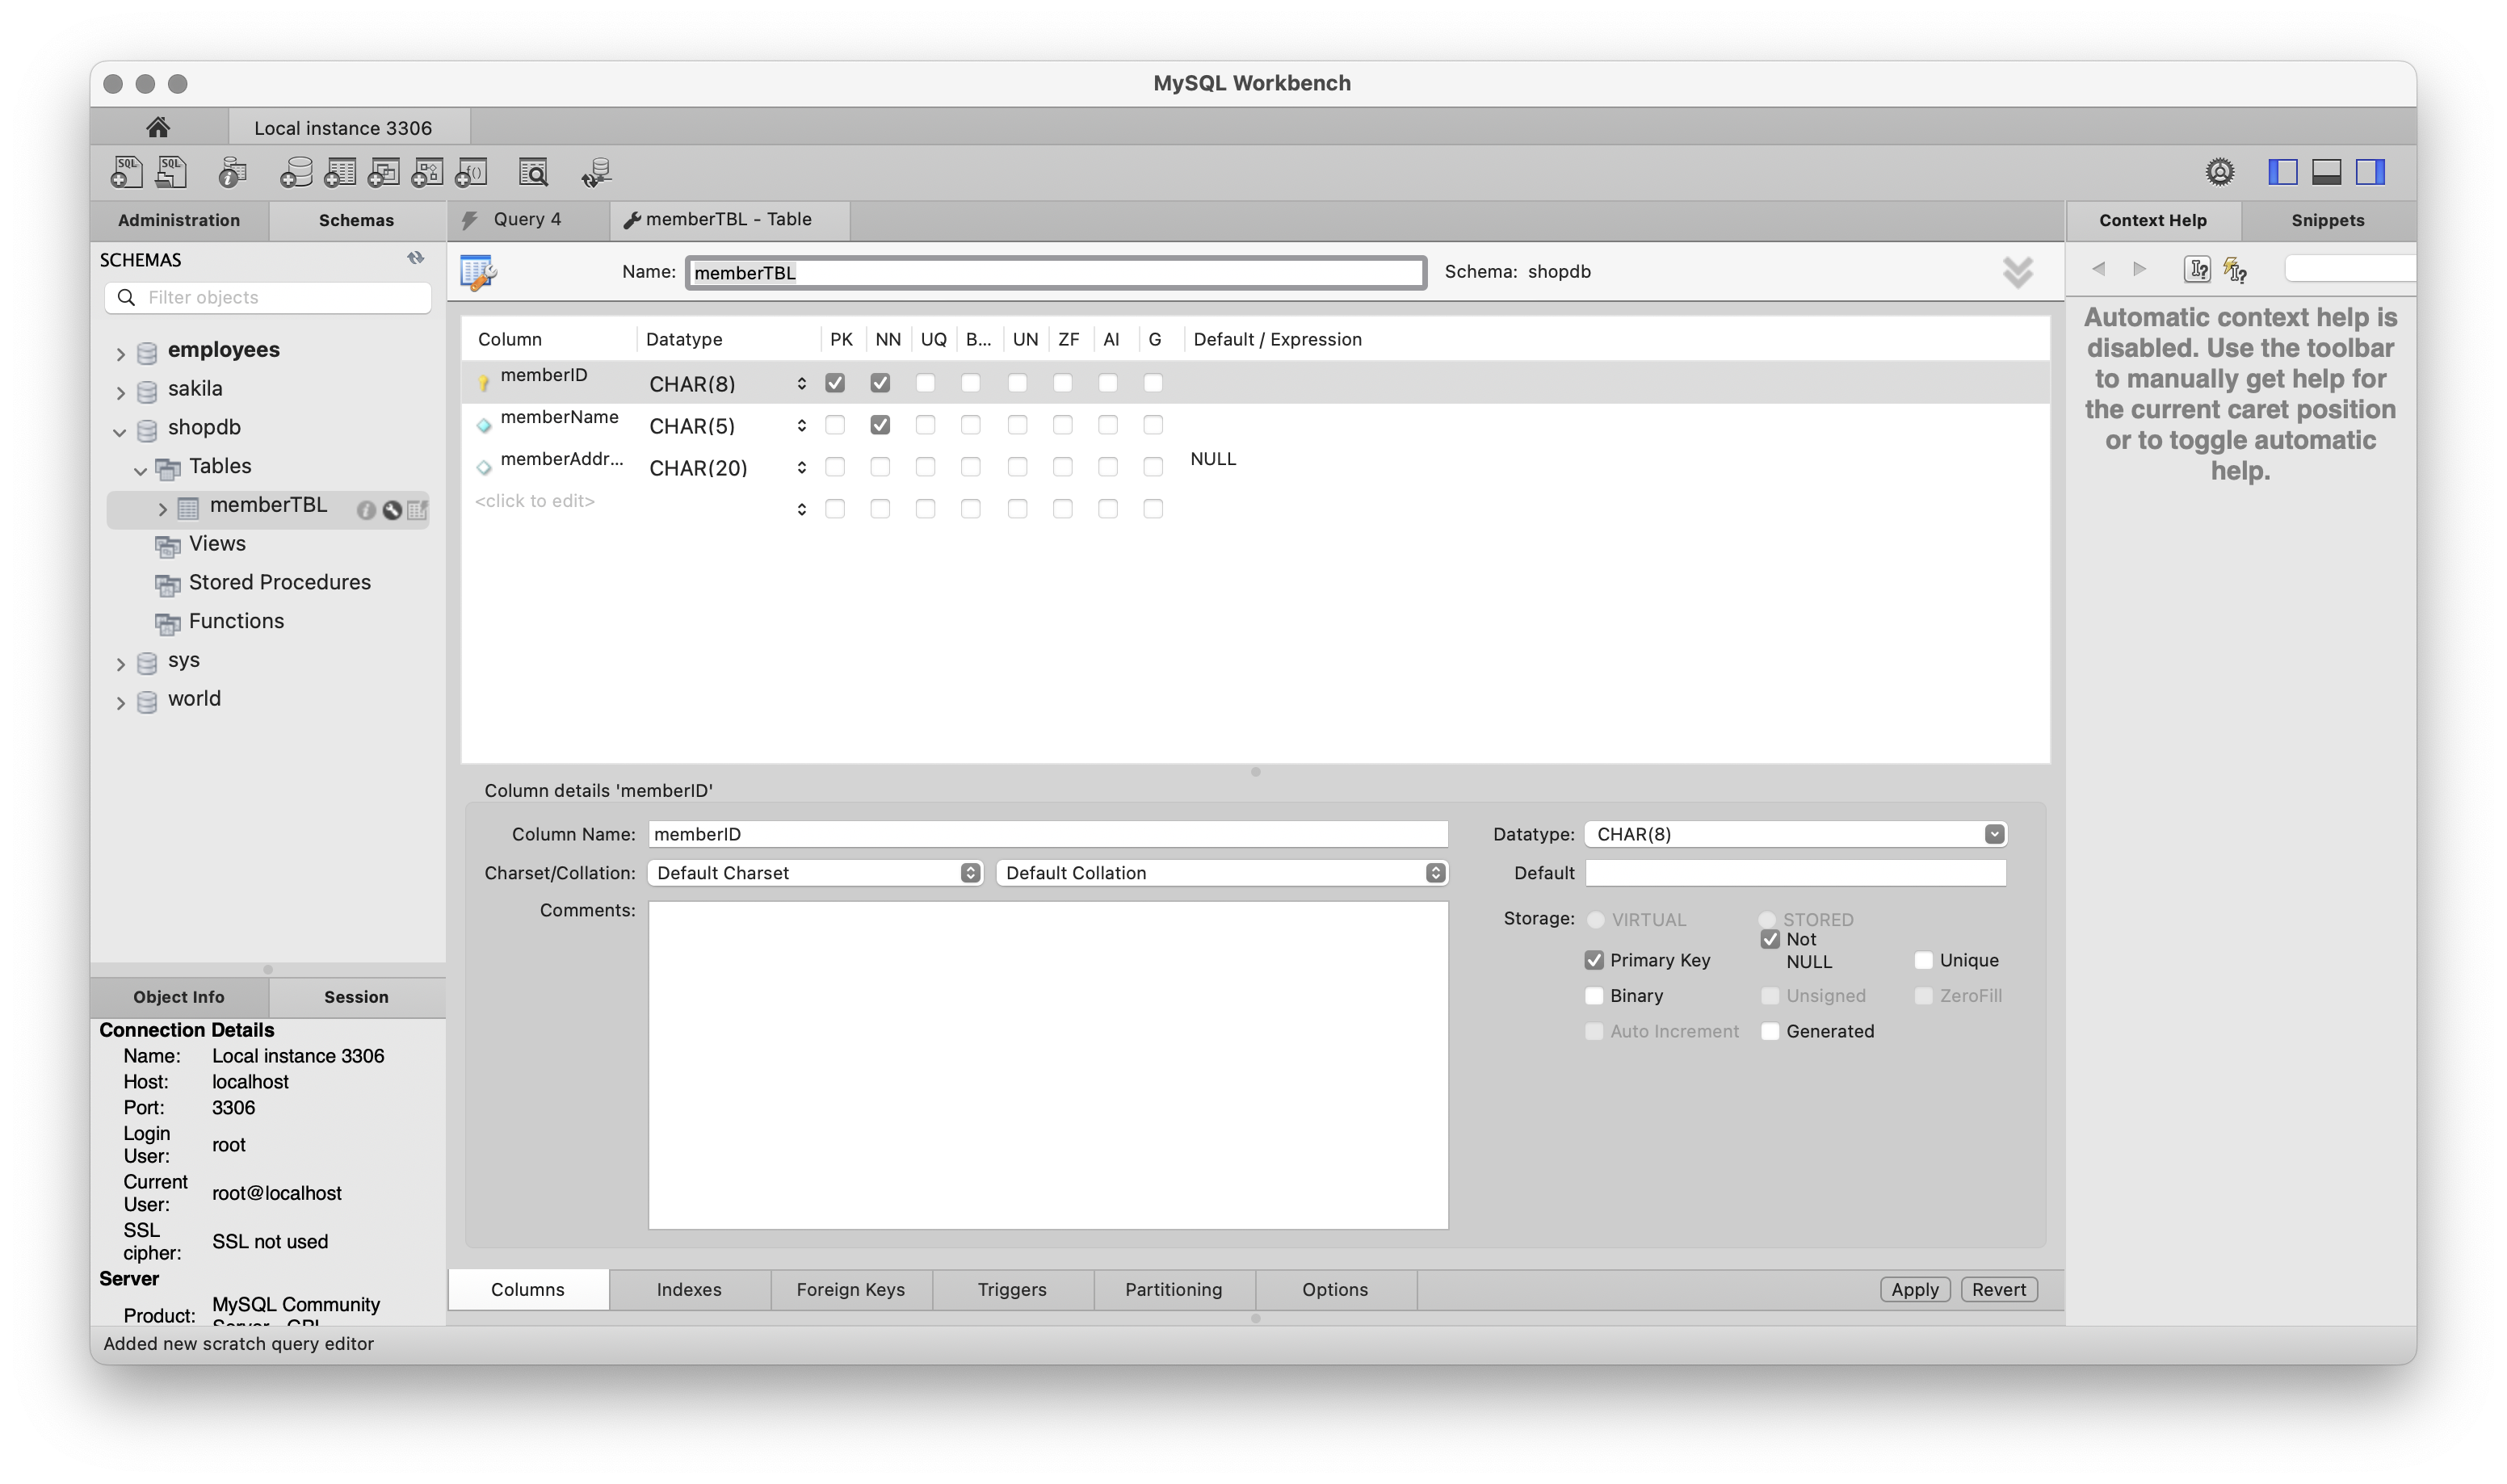 MySQL Workbench
Local instance 3306
Administration
Schemas
SCHEMAS
Filter objects
employees
sakila
shopdb
Tables
memberTBL
Views
Stored Procedures
Functions
sys
world
Object Info
Session
Connection Details
Name: Local instance 3306
Host: localhost
Port: 3306
Login User: root
Current User: root@localhost
SSL cipher: SSL not used
Server
Product: MySQL Community
Query 4
memberTBL - Table
Name: memberTBL
Schema: shopdb
Column Datatype PK NN UQ B... UN ZF AI G Default / Expression
memberID CHAR(8)
memberName CHAR(5)
memberAddr... CHAR(20) NULL
<click to edit>
Column details 'memberID'
Column Name: memberID
Charset/Collation: Default Charset Default Collation
Comments:
Datatype: CHAR(8)
Default
Storage: VIRTUAL STORED
Primary Key Not NULL Unique
Binary Unsigned ZeroFill
Auto Increment Generated
Columns Indexes Foreign Keys Triggers Partitioning Options
Apply Revert
Context Help
Snippets
Automatic context help is
disabled. Use the toolbar
to manually get help for
the current caret position
or to toggle automatic
help.
Added new scratch query editor